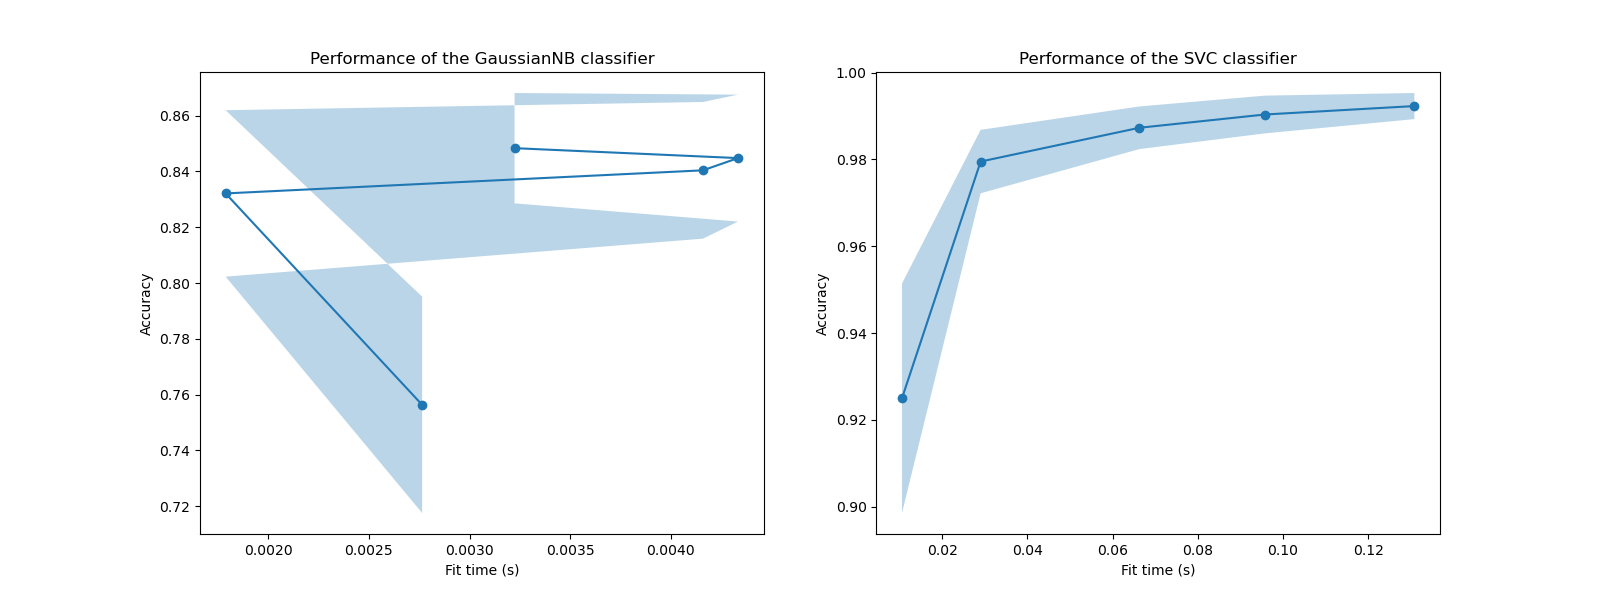 Performance of the GaussianNB classifier
Accuracy
0.86
0.84
0.82
0.80
0.78
0.76
0.74
0.72
0.0020 0.0025 0.0030 0.0035 0.0040
Fit time (s)
Performance of the SVC classifier
Accuracy
1.00
0.98
0.96
0.94
0.92
0.90
0.02 0.04 0.06 0.08 0.10 0.12
Fit time (s)